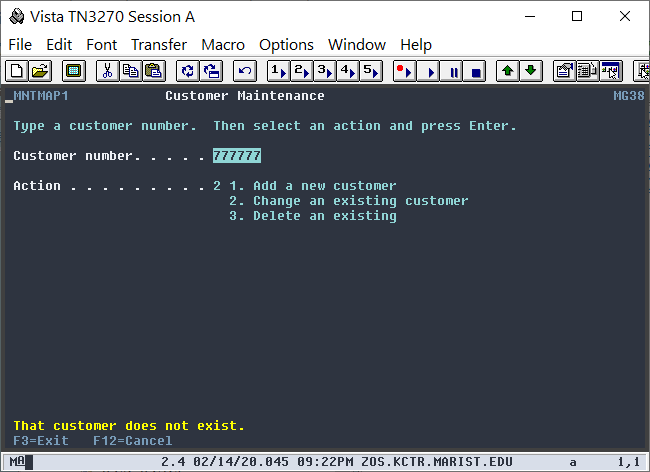 Vista TN3270 Session A
File Edit Font Transfer Macro Options Window Help
1 2 3 4 5
MNTMAP1 Customer Maintenance MG38
Type a customer number. Then select an action and press Enter.
Customer number. . . . . 777777
Action . . . . . . . . . 2 1. Add a new customer
2. Change an existing customer
3. Delete an existing
That customer does not exist.
F3=Exit F12=Cancel
MA 2.4 02/14/20.045 09:22PM ZOS.KCTR.MARIST.EDU a 1,1